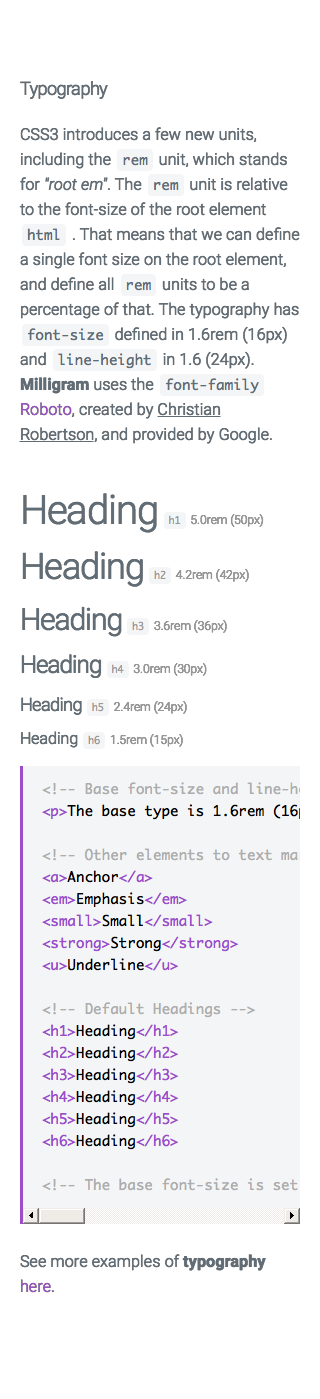 Typography
CSS3 introduces a few new units,
including the rem unit, which stands
for "root em". The rem unit is relative
to the font-size of the root element
html . That means that we can define
a single font size on the root element,
and define all rem units to be a
percentage of that. The typography has
font-size defined in 1.6rem (16px)
and line-height in 1.6 (24px).
Milligram uses the font-family
Roboto, created by Christian
Robertson, and provided by Google.
Heading h1 5.0rem (50px)
Heading h2 4.2rem (42px)
Heading h3 3.6rem (36px)
Heading h4 3.0rem (30px)
Heading h5 2.4rem (24px)
Heading h6 1.5rem (15px)
<!-- Base font-size and line-h
<p>The base type is 1.6rem (16
<!-- Other elements to text ma
<a>Anchor</a>
<em>Emphasis</em>
<small>Small</small>
<strong>Strong</strong>
<u>Underline</u>
<!-- Default Headings -->
<h1>Heading</h1>
<h2>Heading</h2>
<h3>Heading</h3>
<h4>Heading</h4>
<h5>Heading</h5>
<h6>Heading</h6>
<!-- The base font-size is set
See more examples of typography
here.